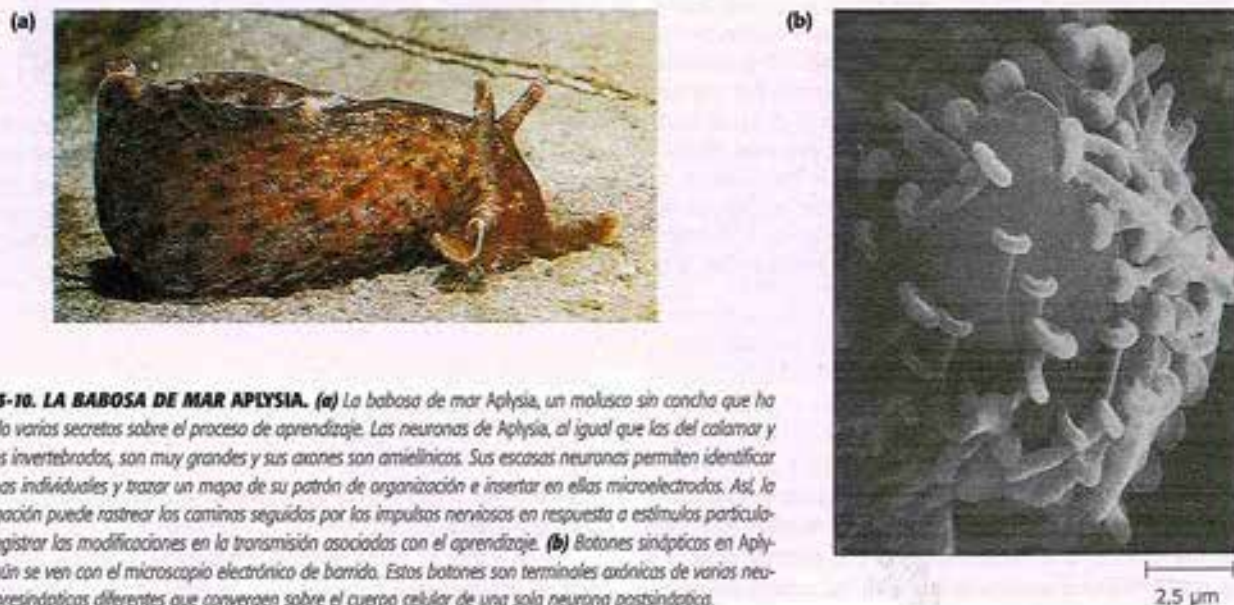 (a)
(b)
6-10. LA BABOSA DE MAR APLYSIA. (a) La babosa de mar Aplysia, un molusco sin concha que ha
varios secretos sobre el proceso de aprendizaje. Las neuronas de Aplysia, al igual que las del calamar y
invertebrados, son muy grandes y sus axones son amielínicos. Sus escasas neuronas permiten identificar
individuales y trazar un mapa de su patrón de organización e insertar en ellas microelectrodos. Así, la
puede rastrear los caminos seguidos por los impulsos nerviosos en respuesta a estímulos particula-
las modificaciones en la transmisión asociadas con el aprendizaje. (b) Botones sinápticos en Aply-
se ven con el microscopio electrónico de barrido. Estos botones son terminales axónicas de varias neu-
presinápticas diferentes que convergen sobre el cuerpo celular de una sola neurona postsináptica.
2.5 µm